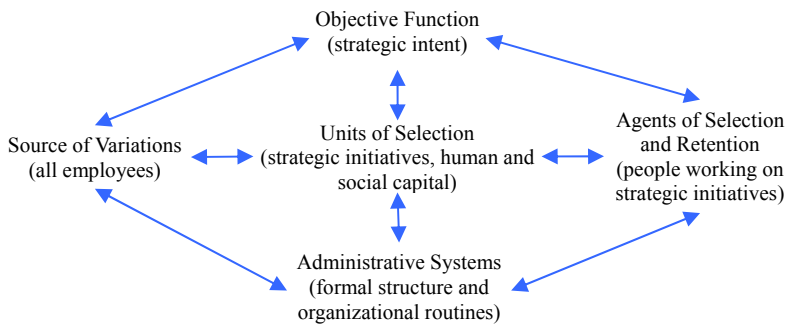 Objective Function
(strategic intent)
Source of Variations
(all employees)
Units of Selection
(strategic initiatives, human and
social capital)
Agents of Selection
and Retention
(people working on
strategic initiatives)
Administrative Systems
(formal structure and
organizational routines)